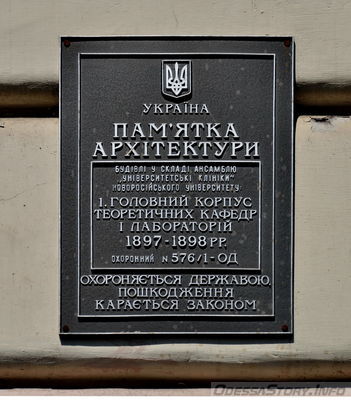 УКРАЇНА
ПАМ'ЯТКА
АРХІТЕКТУРИ
БУДІВЛІ У СКЛАДІ АНСАМБЛЮ
„УНІВЕРСИТЕТСЬКІ КЛІНІКИ"
НОВОРОСІЙСЬКОГО УНІВЕРСИТЕТУ:
1. ГОЛОВНИЙ КОРПУС
ТЕОРЕТИЧНИХ КАФЕДР
І ЛАБОРАТОРІЙ
1897-1898 РР.
ОХОРОННИЙ N 576/1-ОД
ОХОРОНЯЄТЬСЯ ДЕРЖАВОЮ,
ПОШКОДЖЕННЯ
КАРАЄТЬСЯ ЗАКОНОМ
OdessaStory.Info